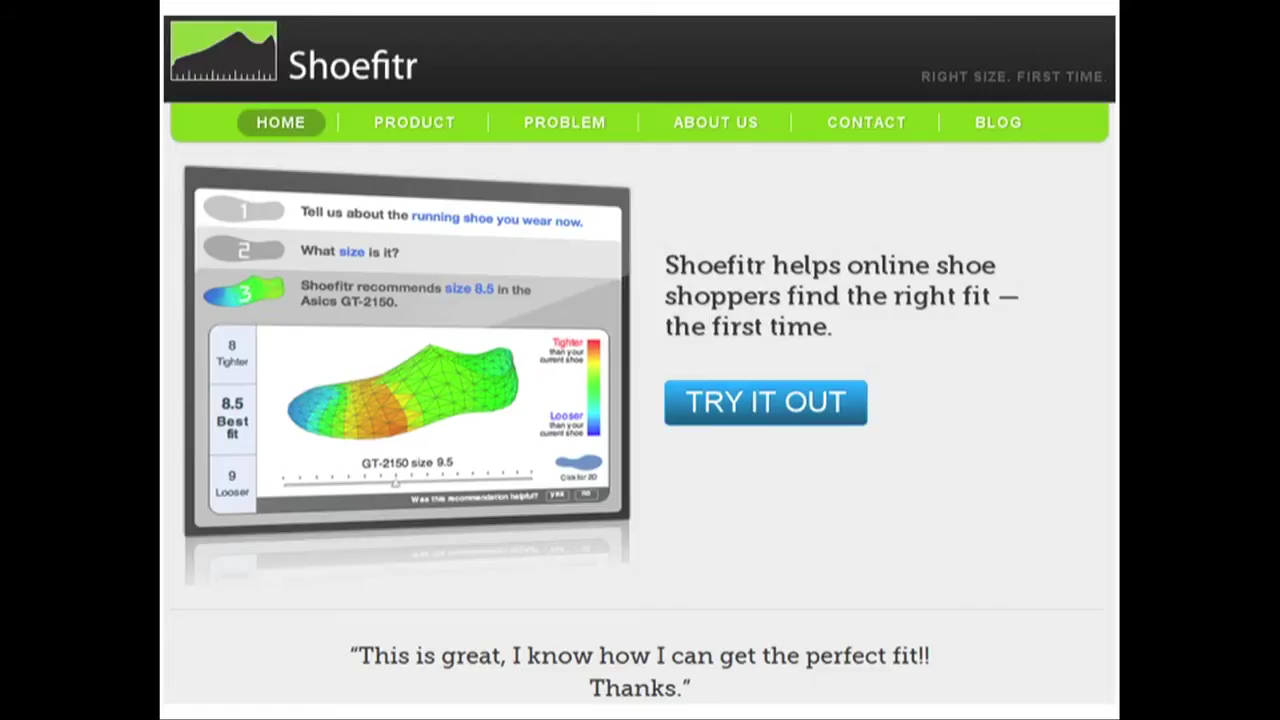 Shoefitr
RIGHT SIZE. FIRST TIME.
HOME
PRODUCT
PROBLEM
ABOUT US
CONTACT
BLOG
1
Tell us about the running shoe you wear now.
2
What size is it?
3
Shoefitr recommends size 8.5 in the
Asics GT-2150.
8
Tighter
8.5
Best
fit
9
Looser
Tighter
than your
current shoe
Looser
than your
current shoe
GT-2150 size 9.5
Click for 2D
Was this recommendation helpful?
yes
no
Shoefitr helps online shoe
shoppers find the right fit —
the first time.
TRY IT OUT
“This is great, I know how I can get the perfect fit!!
Thanks.”